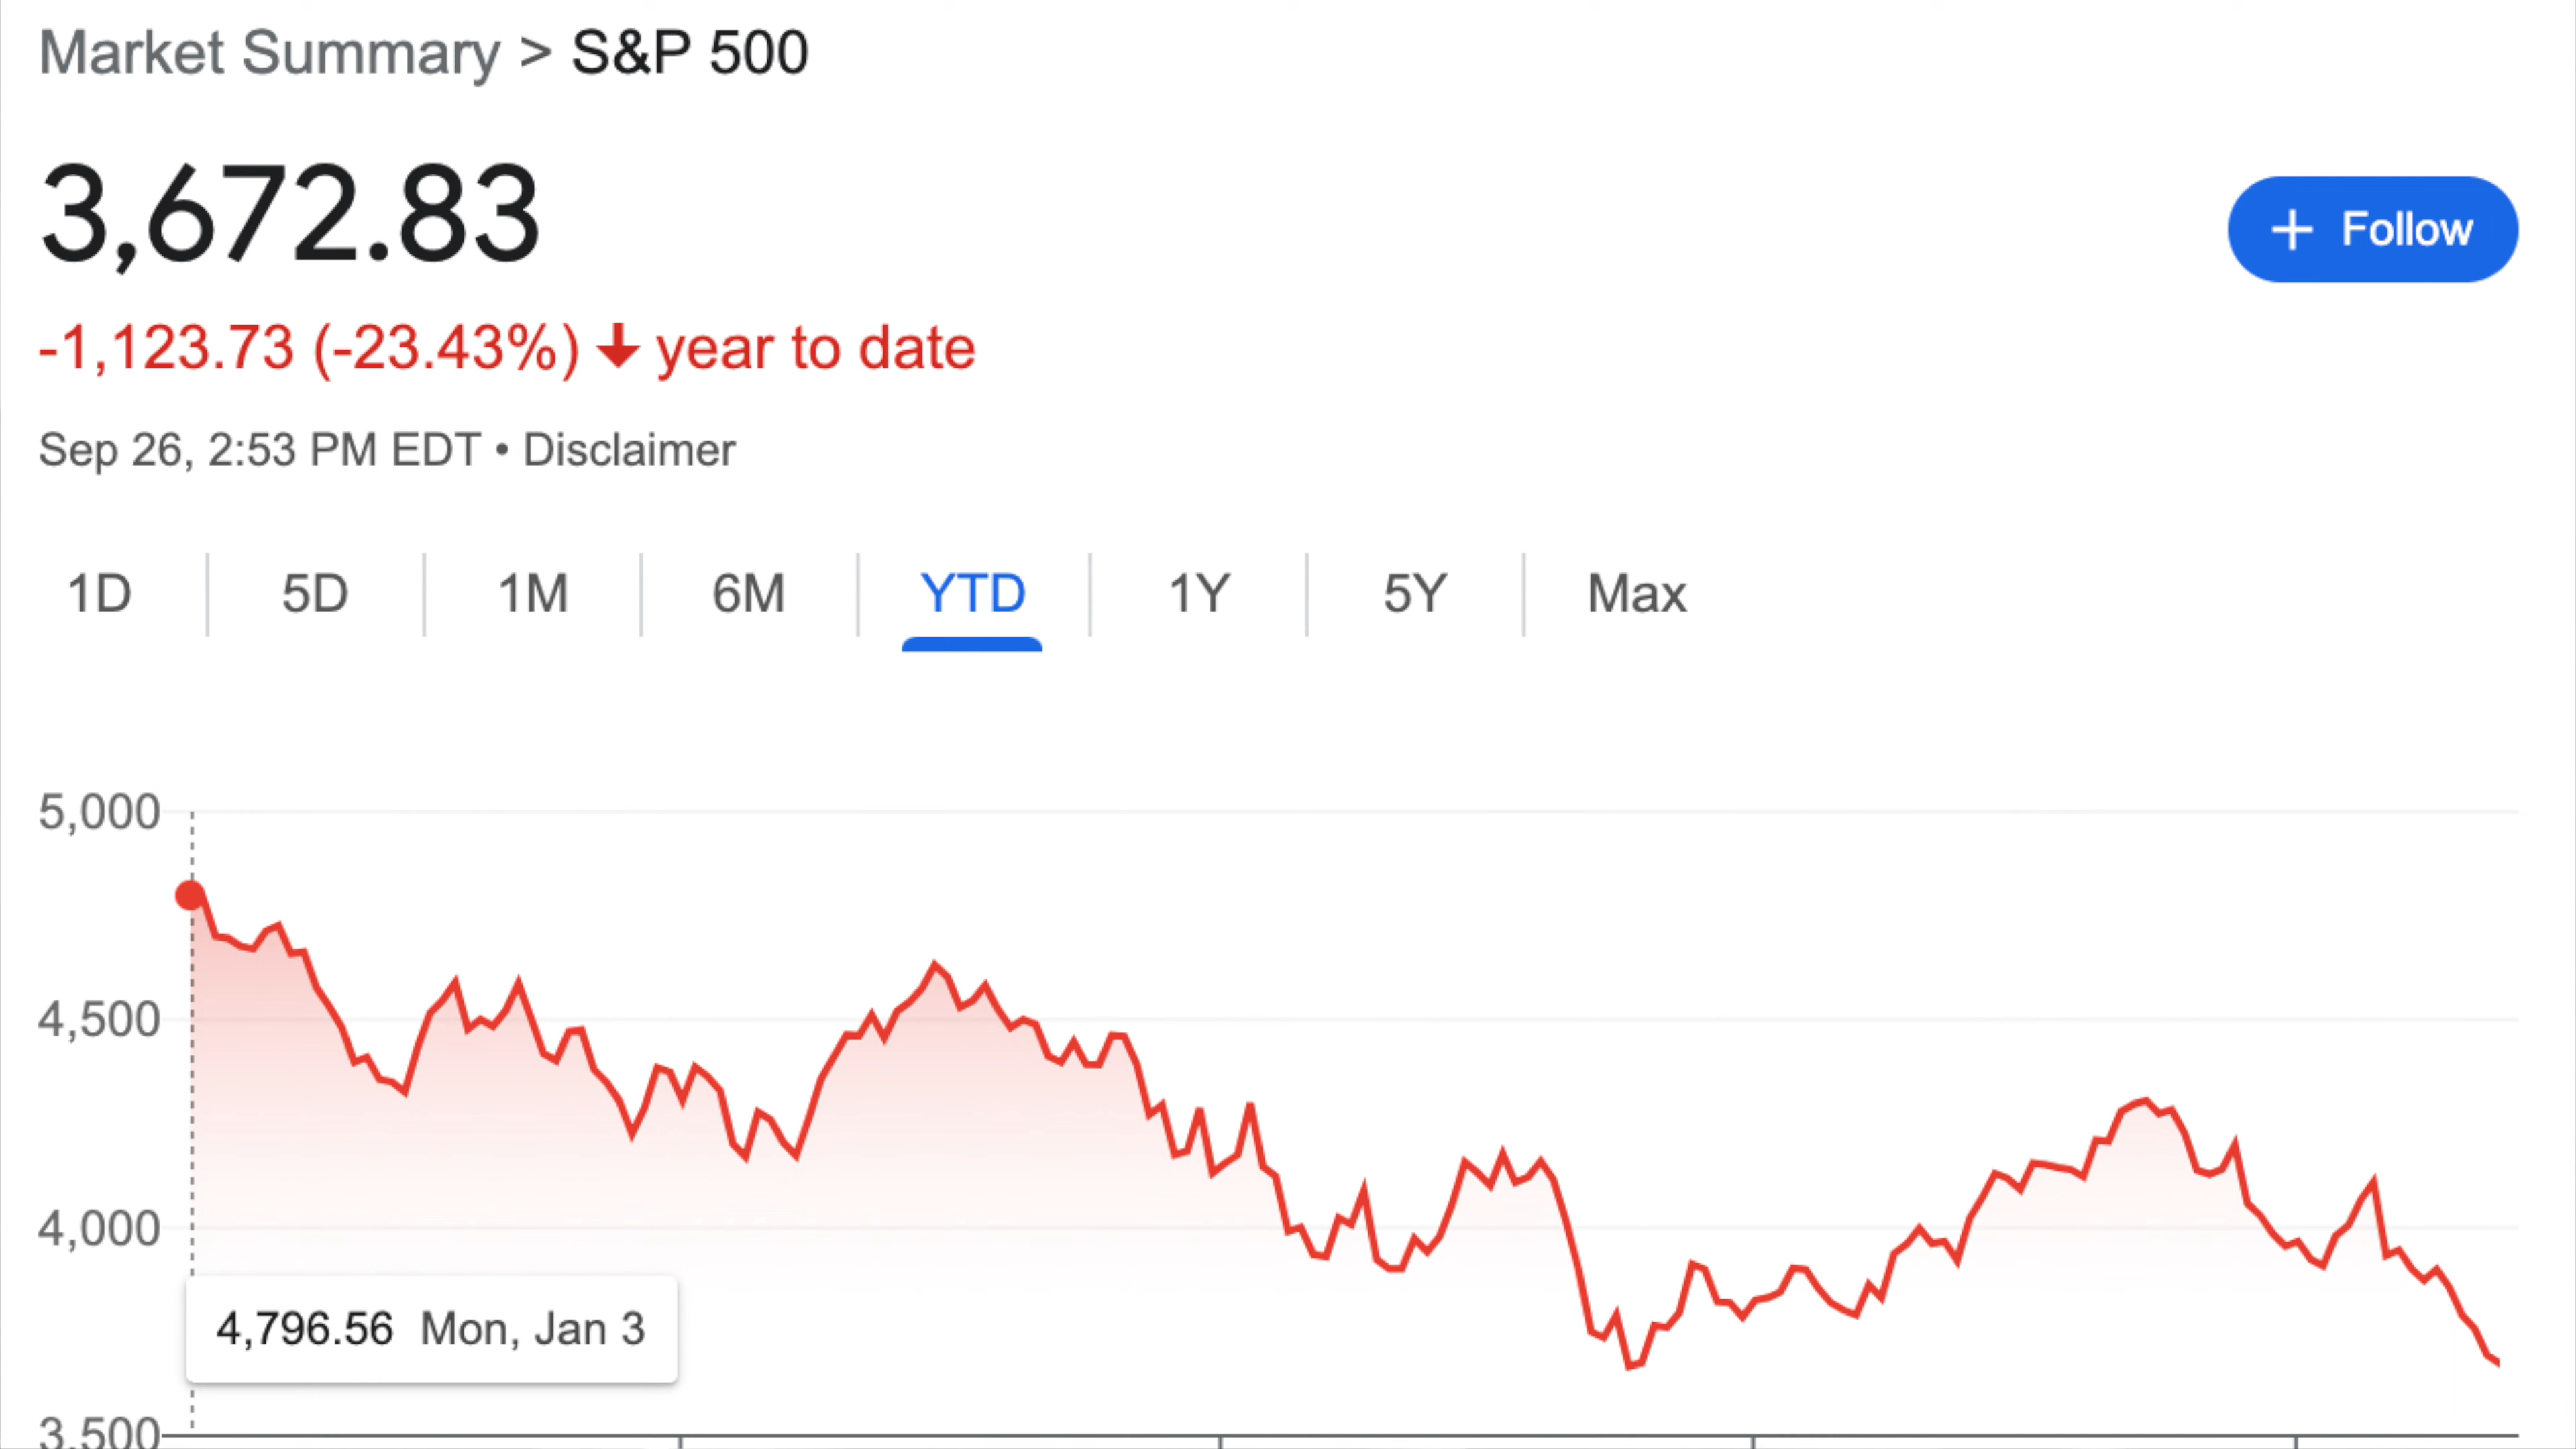 Market Summary > S&P 500
3,672.83
+ Follow
-1,123.73 (-23.43%) ↓ year to date
Sep 26, 2:53 PM EDT • Disclaimer
1D 5D 1M 6M YTD 1Y 5Y Max
5,000
4,500
4,000
4,796.56 Mon, Jan 3
3,500